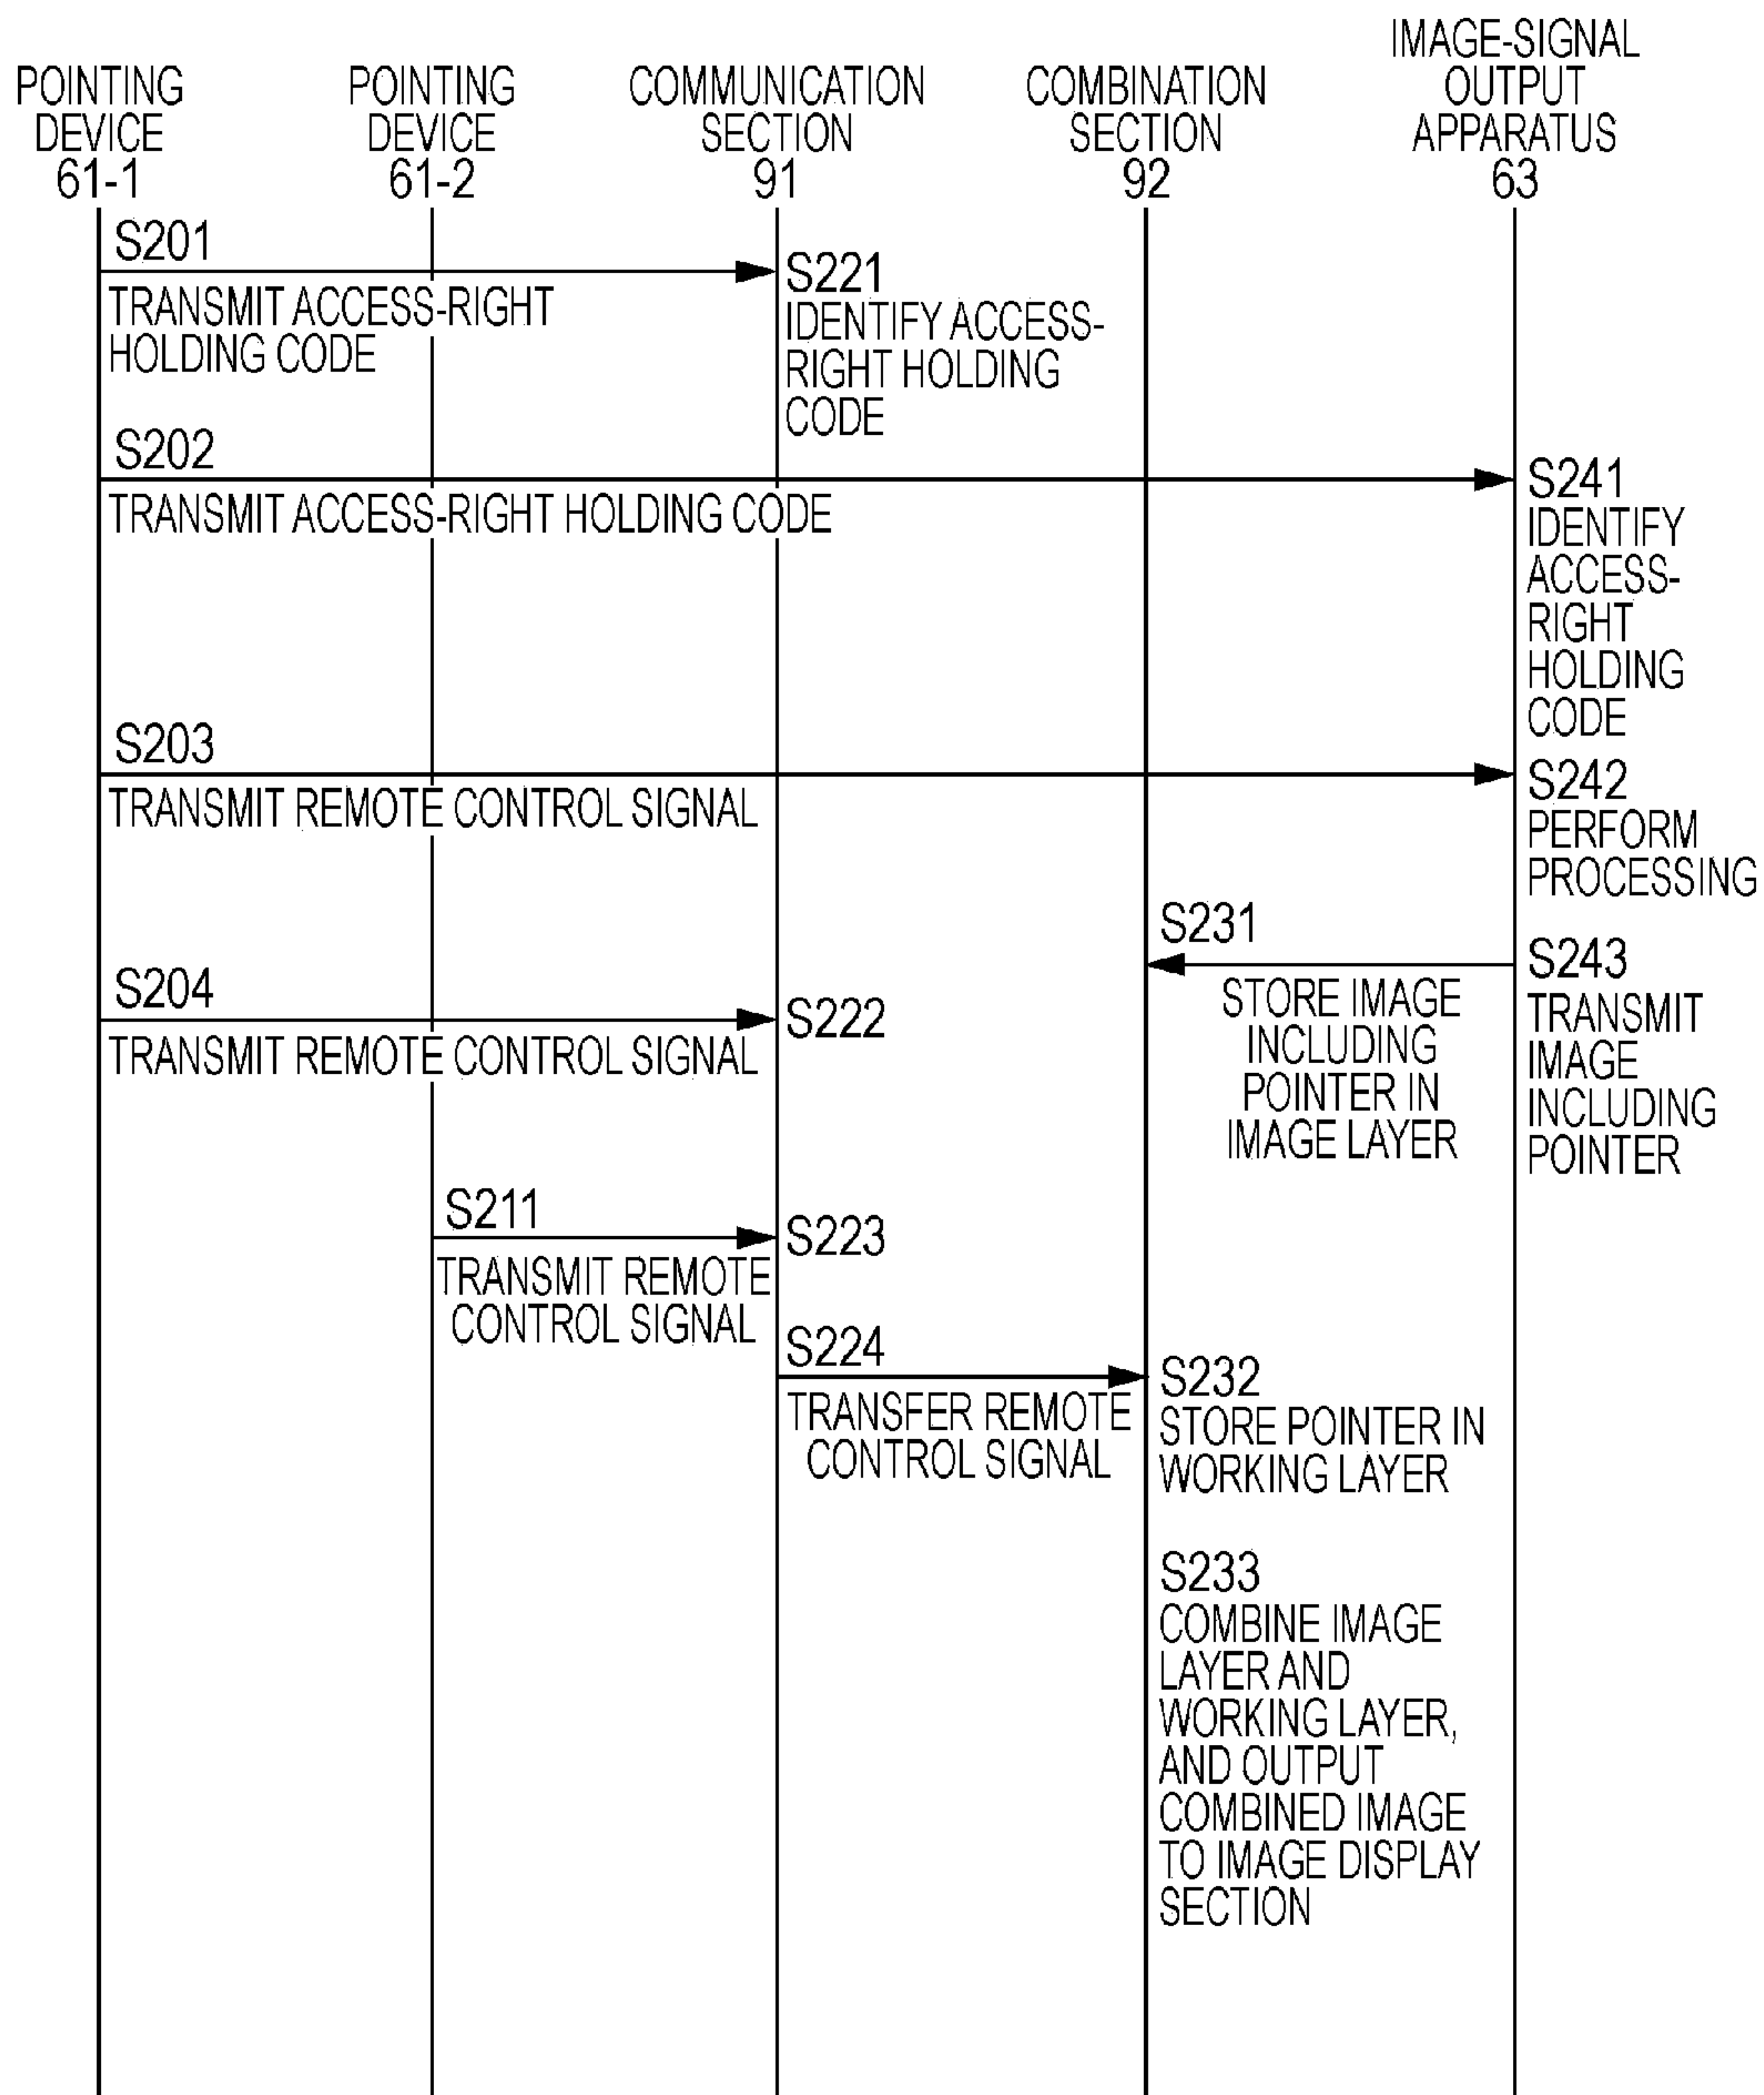 POINTING
DEVICE
61-1
POINTING
DEVICE
61-2
COMMUNICATION
SECTION
91
COMBINATION
SECTION
92
IMAGE-SIGNAL
OUTPUT
APPARATUS
63
S201
TRANSMIT ACCESS-RIGHT
HOLDING CODE
S221
IDENTIFY ACCESS-
RIGHT HOLDING
CODE
S202
TRANSMIT ACCESS-RIGHT HOLDING CODE
S241
IDENTIFY
ACCESS-
RIGHT
HOLDING
CODE
S203
TRANSMIT REMOTE CONTROL SIGNAL
S242
PERFORM
PROCESSING
S231
STORE IMAGE
INCLUDING
POINTER IN
IMAGE LAYER
S243
TRANSMIT
IMAGE
INCLUDING
POINTER
S204
TRANSMIT REMOTE CONTROL SIGNAL
S222
S211
TRANSMIT REMOTE
CONTROL SIGNAL
S223
S224
TRANSFER REMOTE
CONTROL SIGNAL
S232
STORE POINTER IN
WORKING LAYER
S233
COMBINE IMAGE
LAYER AND
WORKING LAYER,
AND OUTPUT
COMBINED IMAGE
TO IMAGE DISPLAY
SECTION